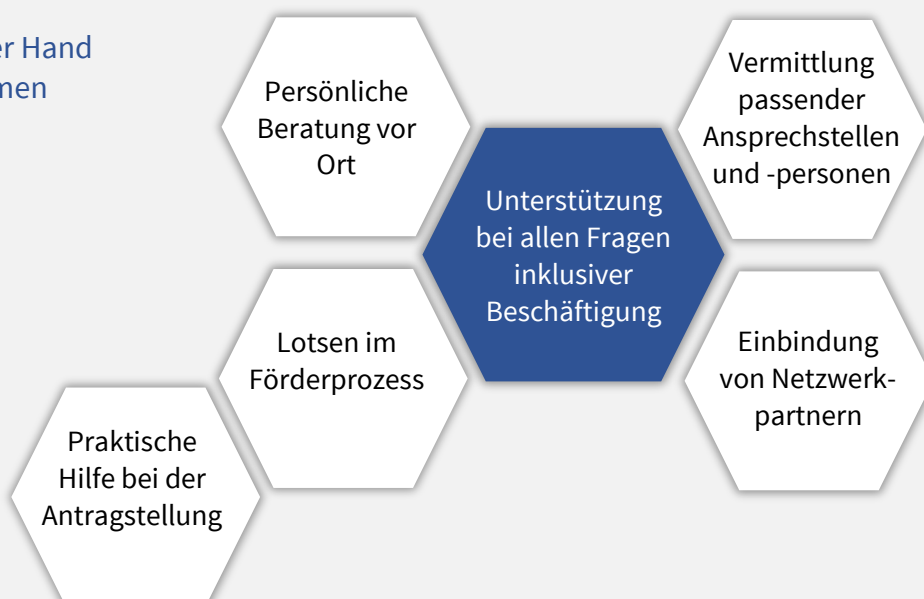 er Hand
men
Persönliche
Beratung vor
Ort
Vermittlung
passender
Ansprechstellen
und -personen
Unterstützung
bei allen Fragen
inklusiver
Beschäftigung
Lotsen im
Förderprozess
Einbindung
von Netzwerk-
partnern
Praktische
Hilfe bei der
Antragstellung